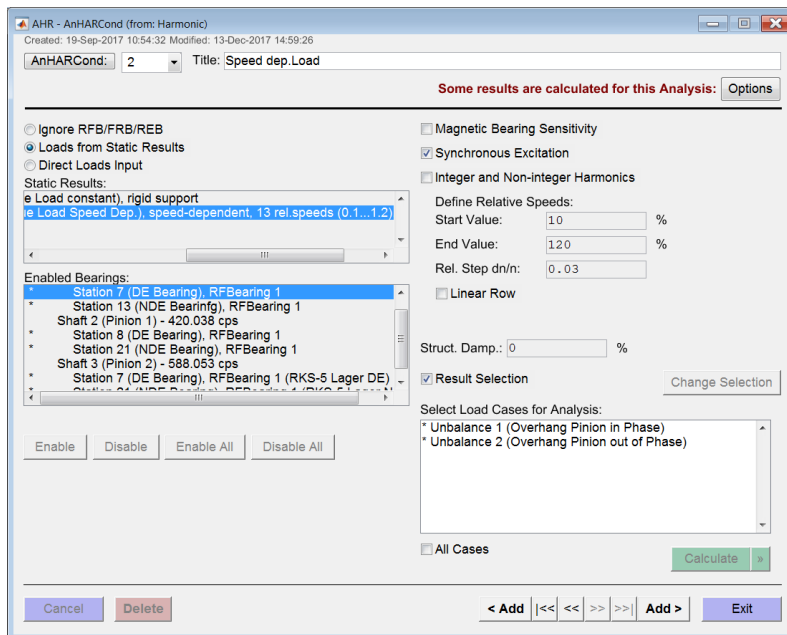 AHR - AnHARCond (from: Harmonic)
Created: 19-Sep-2017 10:54:32 Modified: 13-Dec-2017 14:59:26
AnHARCond: 2 Title: Speed dep.Load
Some results are calculated for this Analysis: Options
Ignore RFB/FRB/REB
Loads from Static Results
Direct Loads Input
Static Results:
e Load constant), rigid support
e Load Speed Dep.), speed-dependent, 13 rel.speeds (0.1...1.2)
Enabled Bearings:
* Station 7 (DE Bearing), RFBearing 1
* Station 13 (NDE Bearinfg), RFBearing 1
Shaft 2 (Pinion 1) - 420.038 cps
* Station 8 (DE Bearing), RFBearing 1
* Station 21 (NDE Bearing), RFBearing 1
Shaft 3 (Pinion 2) - 588.053 cps
* Station 7 (DE Bearing), RFBearing 1 (RKS-5 Lager DE)
* Station 21 (NDE Bearing), RFBearing 1 (RKS-5 Lager N
Enable Disable Enable All Disable All
Magnetic Bearing Sensitivity
Synchronous Excitation
Integer and Non-integer Harmonics
Define Relative Speeds:
Start Value: 10 %
End Value: 120 %
Rel. Step dn/n: 0.03
Linear Row
Struct. Damp.: 0 %
Result Selection Change Selection
Select Load Cases for Analysis:
* Unbalance 1 (Overhang Pinion in Phase)
* Unbalance 2 (Overhang Pinion out of Phase)
All Cases
Calculate »
Cancel Delete < Add |<< << >> >>| Add > Exit